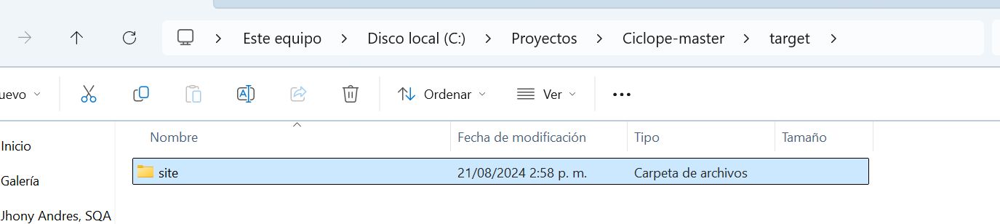 Este equipo > Disco local (C:) > Proyectos > Ciclope-master > target >
uevo Ordenar Ver
Nombre Fecha de modificación Tipo Tamaño
Inicio
site 21/08/2024 2:58 p. m. Carpeta de archivos
Galería
Jhony Andres, SQA